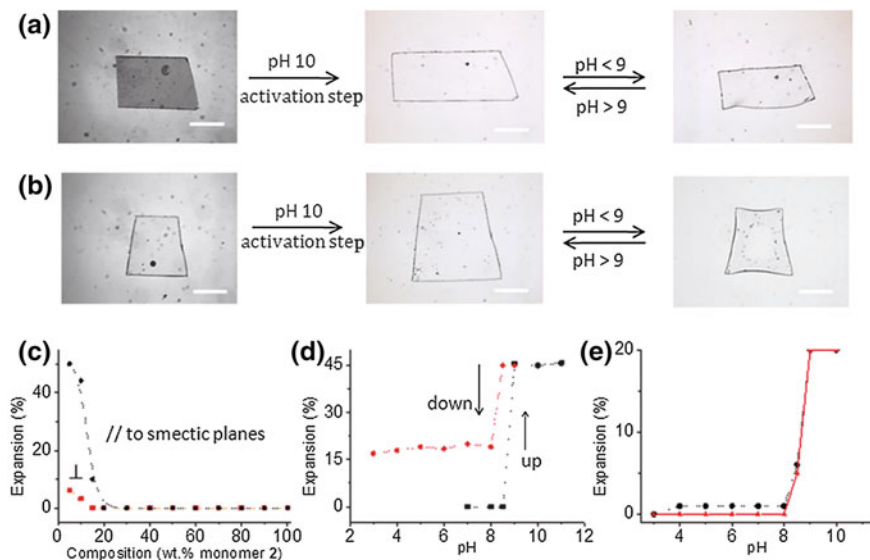 (a)
pH 10
activation step
pH < 9
pH > 9
(b)
pH 10
activation step
pH < 9
pH > 9
(c)
Expansion (%)
40
20
0
// to smectic planes
⊥
0 20 40 60 80 100
Composition (wt.% monomer 2)
(d)
Expansion (%)
45
30
15
0
down
up
2 4 6 8 10 12
pH
(e)
Expansion (%)
20
10
0
4 6 8 10
pH